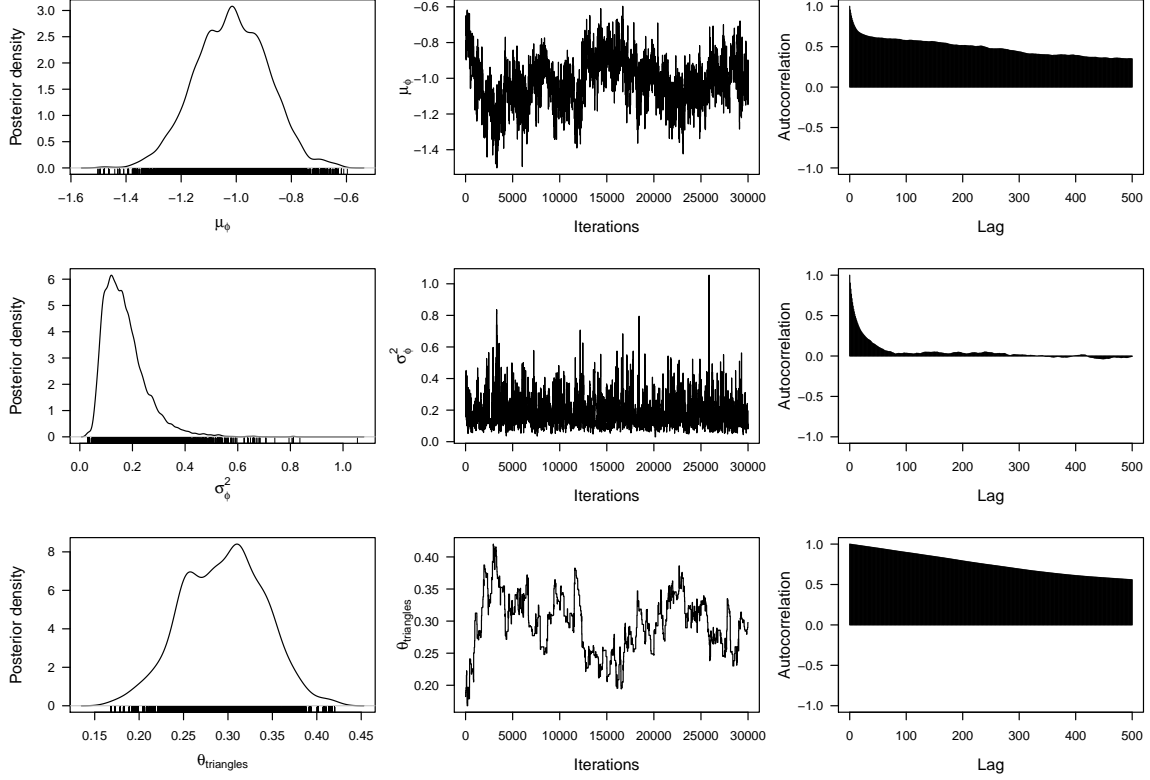 Posterior density
3.0
2.5
2.0
1.5
1.0
0.5
0.0
−1.6 −1.4 −1.2 −1.0 −0.8 −0.6
μϕ
μϕ
−0.6
−0.8
−1.0
−1.2
−1.4
0 5000 10000 15000 20000 25000 30000
Iterations
Autocorrelation
1.0
0.5
0.0
−0.5
−1.0
0 100 200 300 400 500
Lag
Posterior density
6
5
4
3
2
1
0
0.0 0.2 0.4 0.6 0.8 1.0
σ²ϕ
σ²ϕ
1.0
0.8
0.6
0.4
0.2
0.0
0 5000 10000 15000 20000 25000 30000
Iterations
Autocorrelation
1.0
0.5
0.0
−0.5
−1.0
0 100 200 300 400 500
Lag
Posterior density
8
6
4
2
0
0.15 0.20 0.25 0.30 0.35 0.40 0.45
θtriangles
θtriangles
0.40
0.35
0.30
0.25
0.20
0 5000 10000 15000 20000 25000 30000
Iterations
Autocorrelation
1.0
0.5
0.0
−0.5
−1.0
0 100 200 300 400 500
Lag